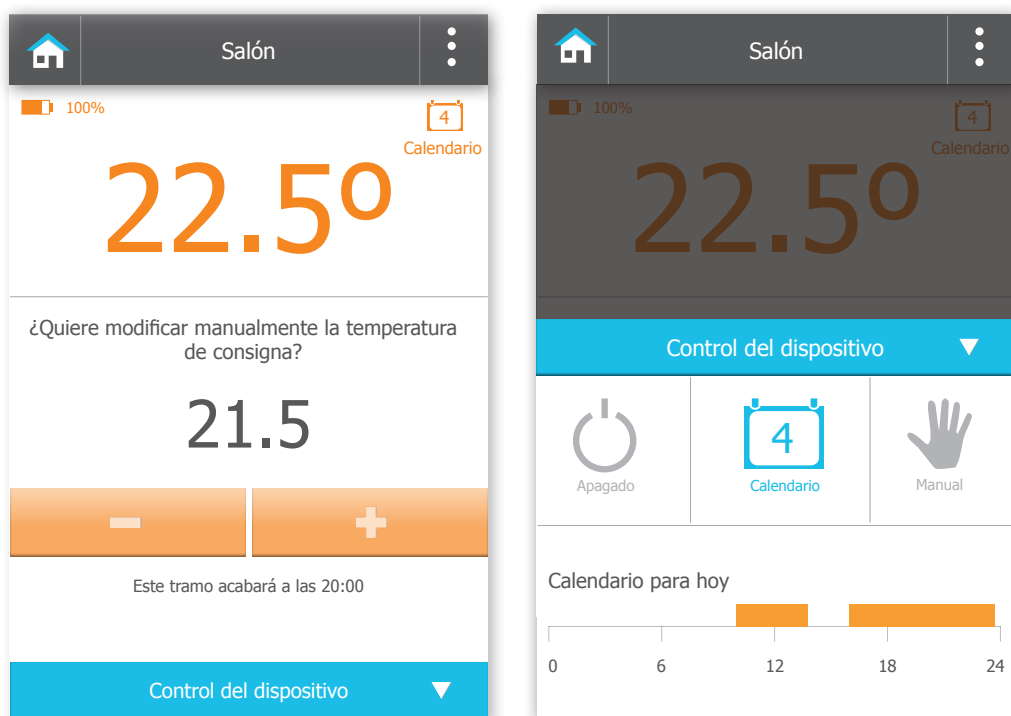 Salón
100%
4
Calendario
22.5º
¿Quiere modificar manualmente la temperatura
de consigna?
21.5
Este tramo acabará a las 20:00
Control del dispositivo
Salón
100%
4
Calendario
22.5º
Control del dispositivo
4
Apagado
Calendario
Manual
Calendario para hoy
0 6 12 18 24